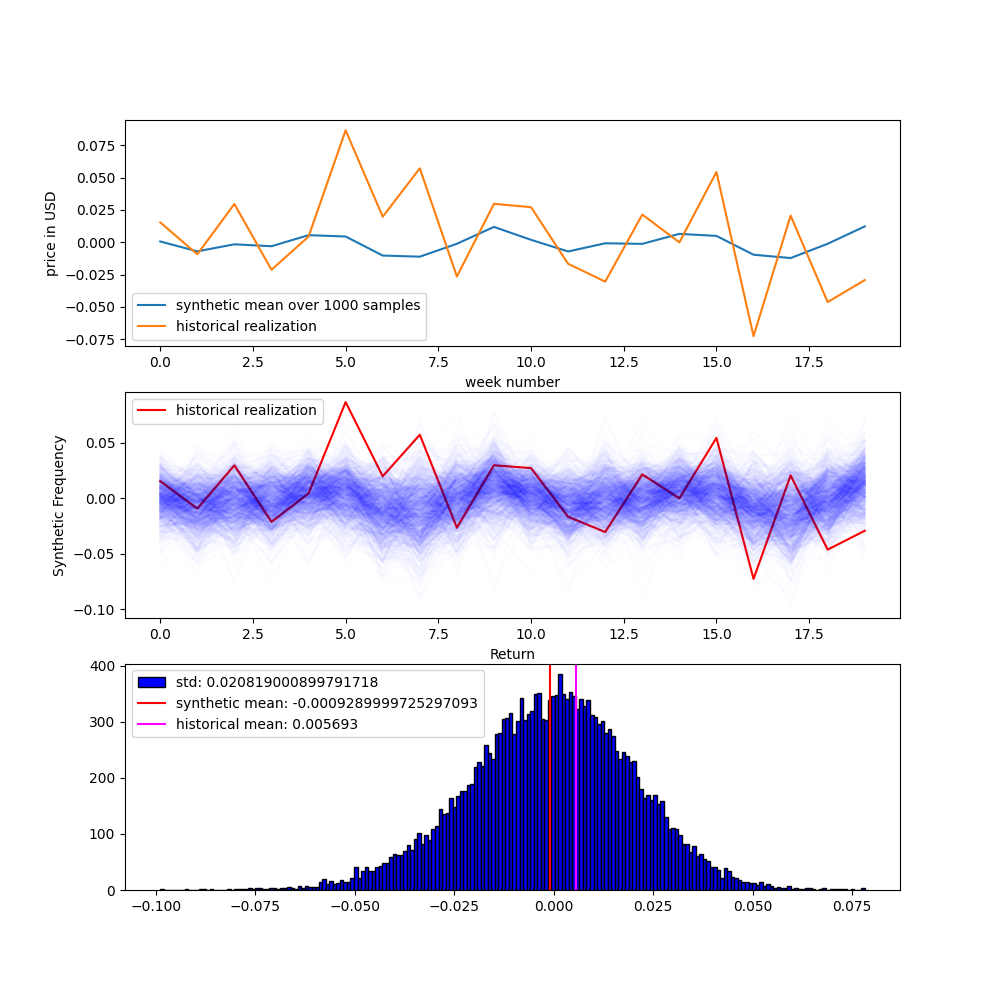 0.075
0.050
0.025
0.000
−0.025
−0.050
−0.075
price in USD
synthetic mean over 1000 samples
historical realization
0.0 2.5 5.0 7.5 10.0 12.5 15.0 17.5
week number
historical realization
0.05
0.00
−0.05
−0.10
Synthetic Frequency
0.0 2.5 5.0 7.5 10.0 12.5 15.0 17.5
Return
400
300
200
100
0
std: 0.020819000899791718
synthetic mean: -0.0009289999725297093
historical mean: 0.005693
−0.100 −0.075 −0.050 −0.025 0.000 0.025 0.050 0.075